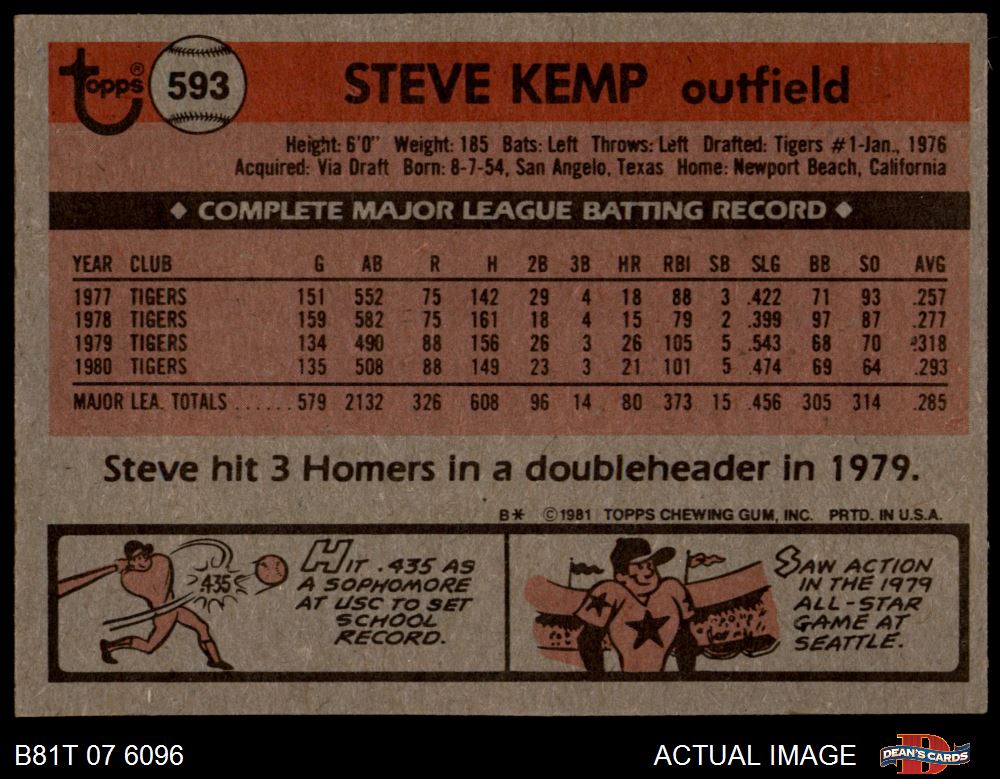 topps® 593 STEVE KEMP outfield
Height: 6'0" Weight: 185 Bats: Left Throws: Left Drafted: Tigers #1-Jan., 1976
Acquired: Via Draft Born: 8-7-54, San Angelo, Texas Home: Newport Beach, California
◆ COMPLETE MAJOR LEAGUE BATTING RECORD ◆
YEAR CLUB G AB R H 2B 3B HR RBI SB SLG BB SO AVG
1977 TIGERS 151 552 75 142 29 4 18 88 3 .422 71 93 .257
1978 TIGERS 159 582 75 161 18 4 15 79 2 .399 97 87 .277
1979 TIGERS 134 490 88 156 26 3 26 105 5 .543 68 70 .318
1980 TIGERS 135 508 88 149 23 3 21 101 5 .474 69 64 .293
MAJOR LEA. TOTALS ...... 579 2132 326 608 96 14 80 373 15 .456 305 314 .285
Steve hit 3 Homers in a doubleheader in 1979.
B* ©1981 TOPPS CHEWING GUM, INC. PRTD. IN U.S.A.
.435
HIT .435 AS
A SOPHOMORE
AT USC TO SET
SCHOOL
RECORD.
SAW ACTION
IN THE 1979
ALL-STAR
GAME AT
SEATTLE.
B81T 07 6096 ACTUAL IMAGE DEAN'S CARDS